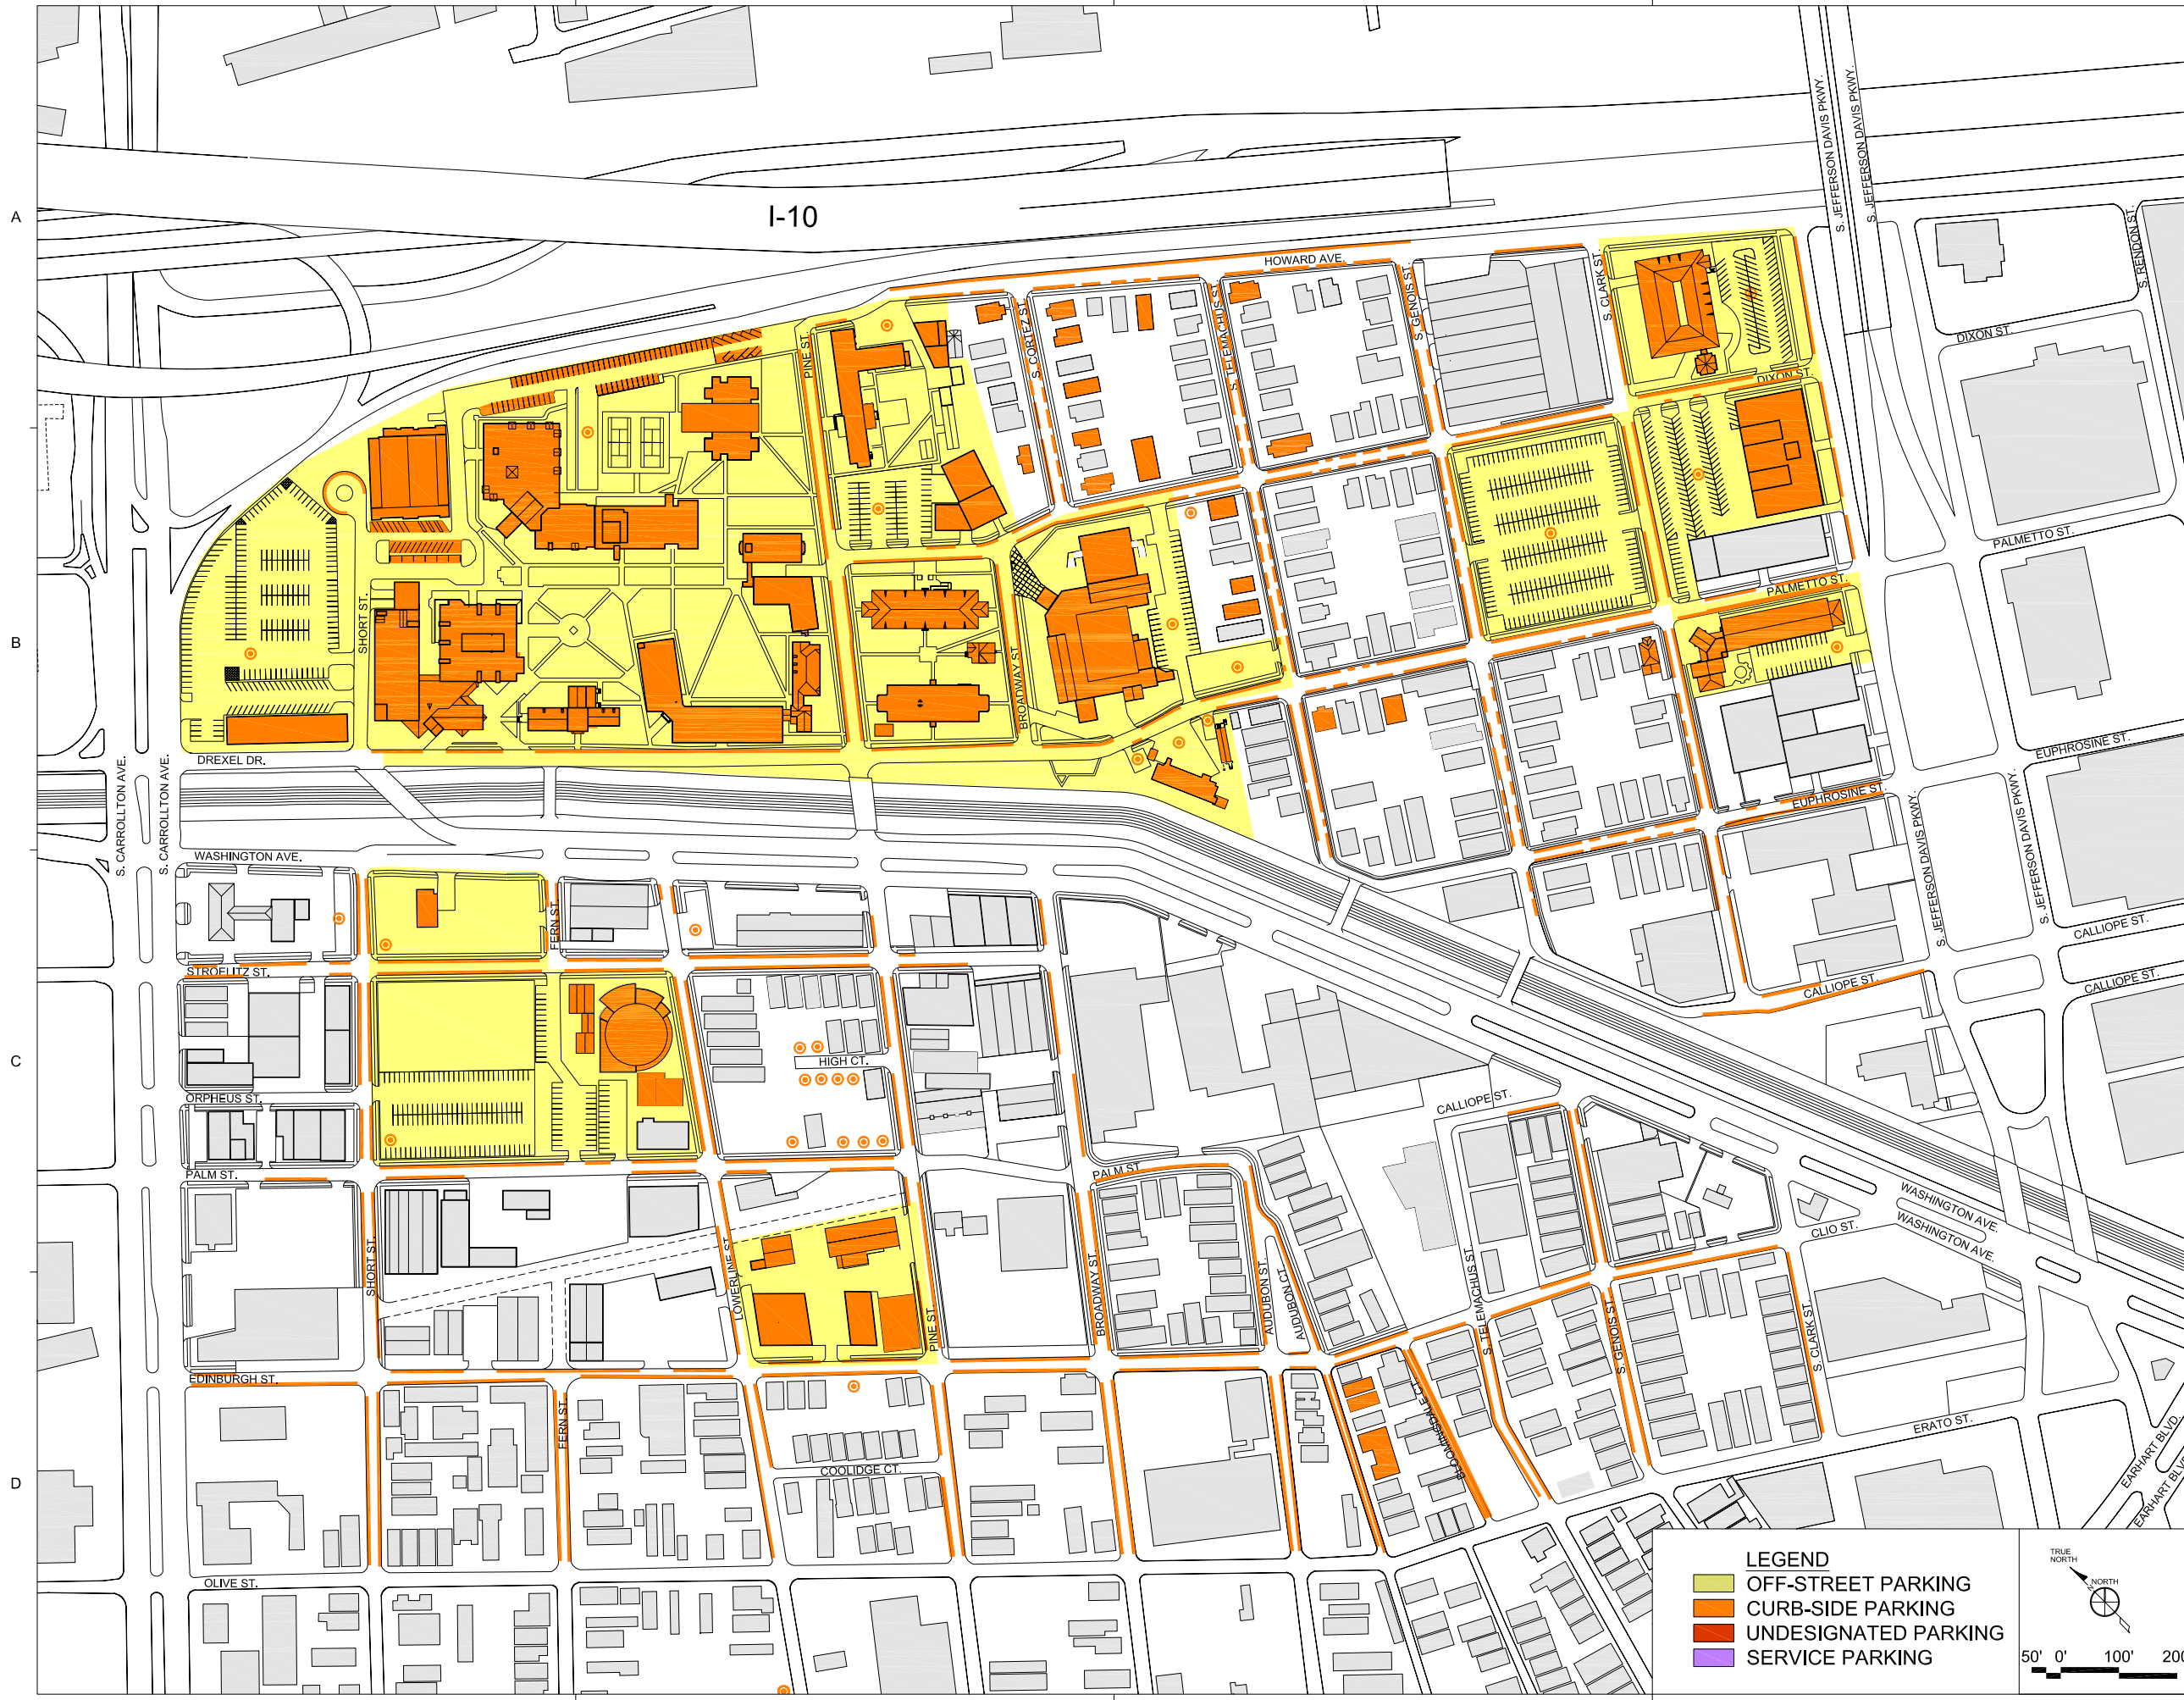 S. JEFFERSON DAVIS PKWY.
S. JEFFERSON DAVIS PKWY.
A
I-10
S. RENDON ST.
HOWARD AVE.
S. CLARK ST.
S. GENOIS ST.
S. TELEMACHUS ST.
S. CORTEZ ST.
PINE ST.
DIXON ST.
DIXON ST.
PALMETTO ST.
PALMETTO ST.
SHORT ST.
B
BROADWAY ST.
EUPHROSINE ST.
DREXEL DR.
EUPHROSINE ST.
S. CARROLLTON AVE.
S. CARROLLTON AVE.
WASHINGTON AVE.
S. JEFFERSON DAVIS PKWY.
S. JEFFERSON DAVIS PKWY.
FERN ST.
CALLIOPE ST.
STROELITZ ST.
CALLIOPE ST.
CALLIOPE ST.
C
HIGH CT.
ORPHEUS ST.
CALLIOPE ST.
PALM ST.
PALM ST.
WASHINGTON AVE.
WASHINGTON AVE.
CLIO ST.
SHORT ST.
LOWERLINE ST.
PINE ST.
BROADWAY ST.
AUDUBON ST.
AUDUBON CT.
S. TELEMACHUS ST.
S. GENOIS ST.
S. CLARK ST.
EDINBURGH ST.
FERN ST.
BLOOMINGSDALE CT.
ERATO ST.
COOLIDGE CT.
D
EARHART BLVD.
EARHART BLVD
OLIVE ST.
LEGEND
OFF-STREET PARKING
CURB-SIDE PARKING
UNDESIGNATED PARKING
SERVICE PARKING
TRUE
NORTH
NORTH
50' 0' 100' 200